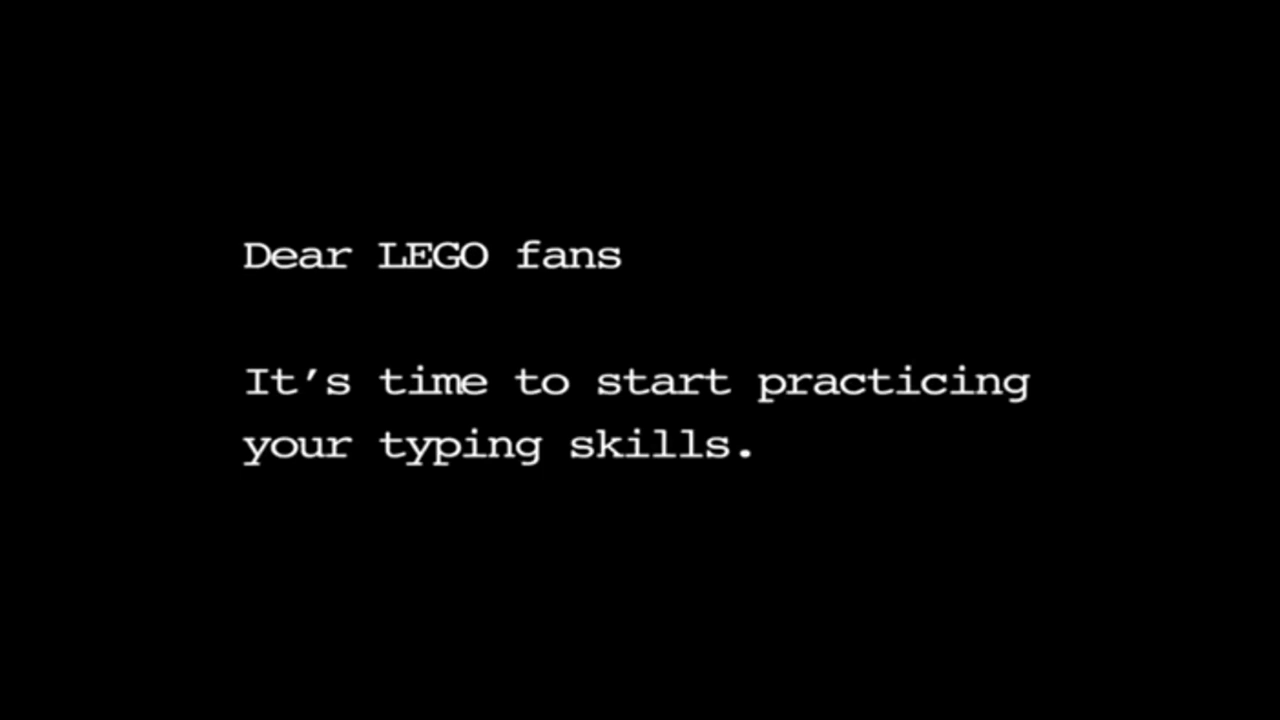 Dear LEGO fans
It’s time to start practicing
your typing skills.